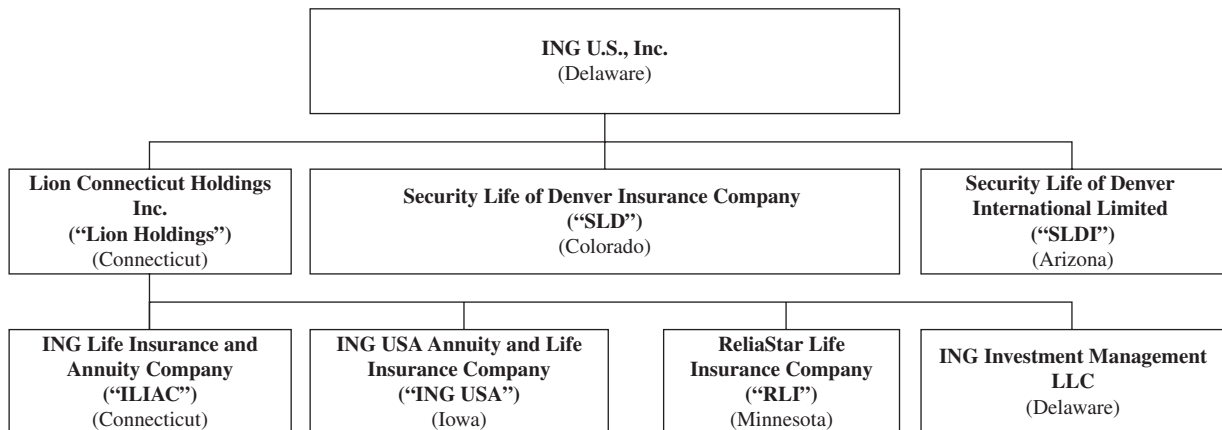 ING U.S., Inc.
(Delaware)
Lion Connecticut Holdings
Inc.
(“Lion Holdings”)
(Connecticut)
Security Life of Denver Insurance Company
(“SLD”)
(Colorado)
Security Life of Denver
International Limited
(“SLDI”)
(Arizona)
ING Life Insurance and
Annuity Company
(“ILIAC”)
(Connecticut)
ING USA Annuity and Life
Insurance Company
(“ING USA”)
(Iowa)
ReliaStar Life
Insurance Company
(“RLI”)
(Minnesota)
ING Investment Management
LLC
(Delaware)